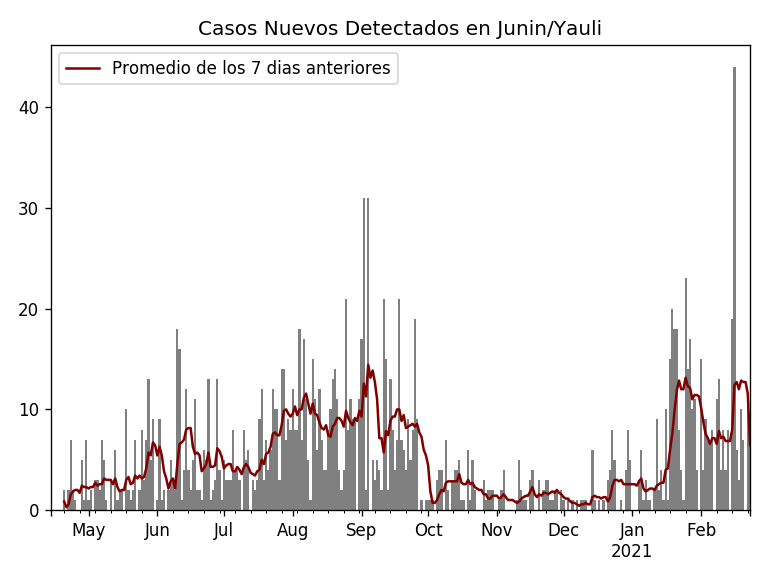 Casos Nuevos Detectados en Junin/Yauli
Promedio de los 7 dias anteriores
40
30
20
10
0
May Jun Jul Aug Sep Oct Nov Dec Jan Feb
2021